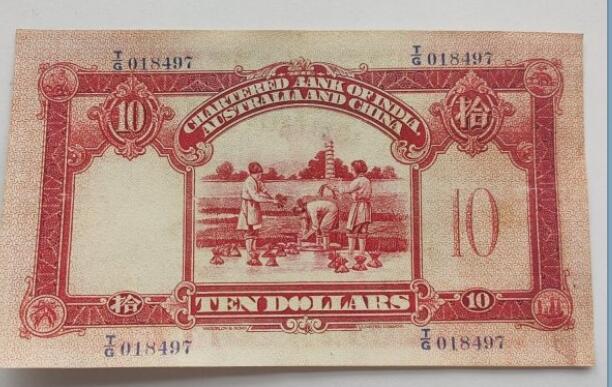 T/G 018497
T/G 018497
CHARTERED BANK OF INDIA
AUSTRALIA AND CHINA
10
拾
10
拾
TEN DOLLARS
10
T/G 018497
T/G 018497